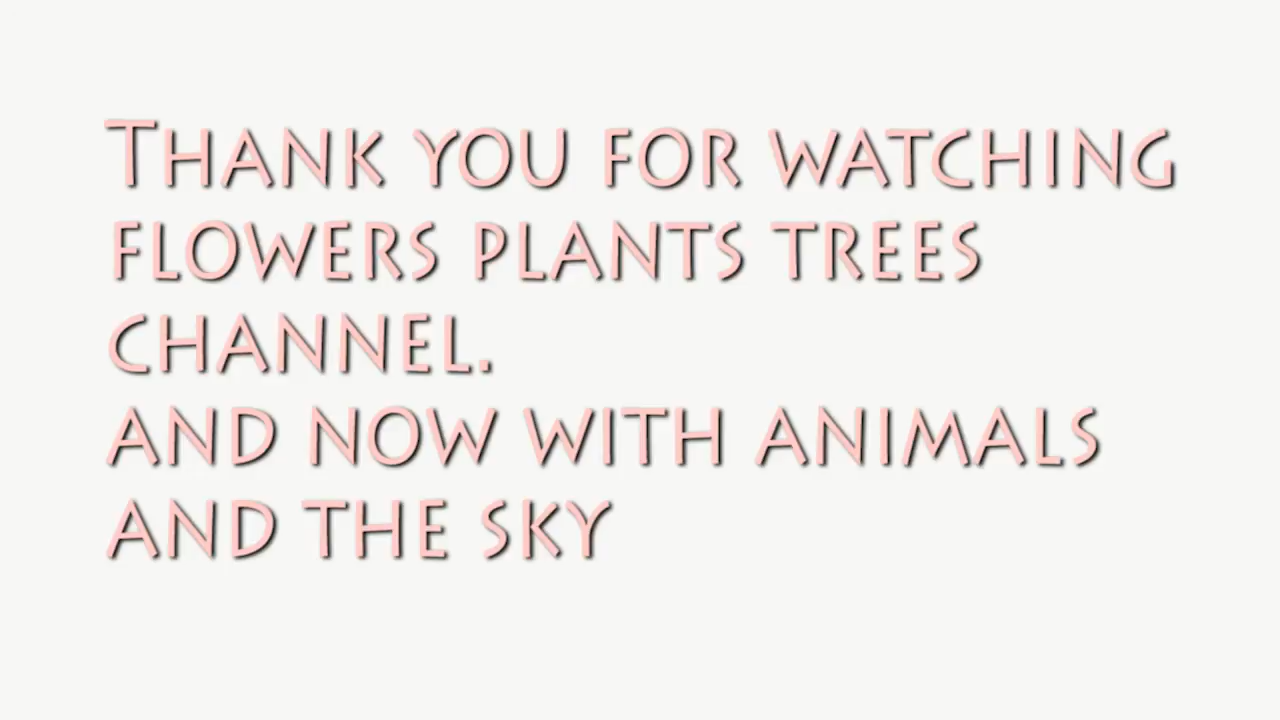 Thank you for watching
flowers plants trees
channel.
and now with animals
and the sky